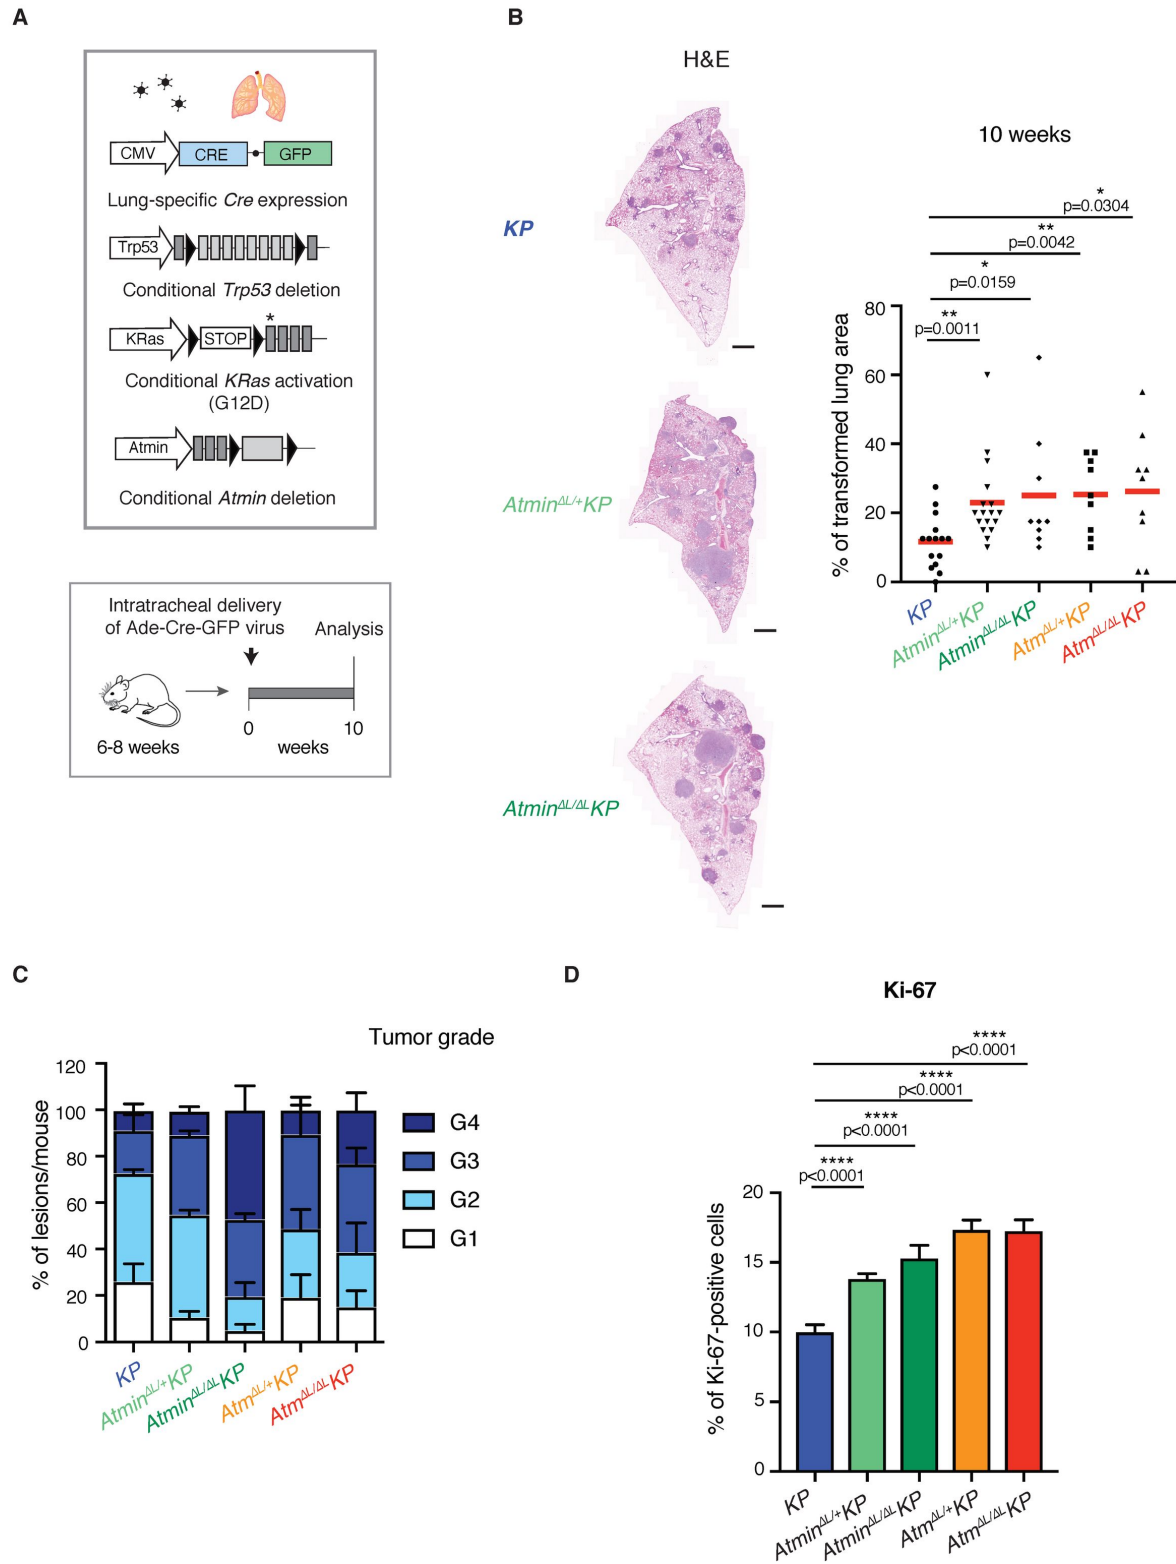 A
CMV CRE GFP
Lung-specific Cre expression
Trp53
Conditional Trp53 deletion
*
KRas STOP
Conditional KRas activation
(G12D)
Atmin
Conditional Atmin deletion
Intratracheal delivery
of Ade-Cre-GFP virus Analysis
0 10
6-8 weeks weeks
B
H&E
KP
Atmin^ΔL/+KP
Atmin^ΔL/ΔLKP
10 weeks
*
p=0.0304
**
p=0.0042
*
p=0.0159
**
p=0.0011
% of transformed lung area
80
60
40
20
0
KP
Atmin^ΔL/+KP
Atmin^ΔL/ΔLKP
Atm^ΔL/+KP
Atm^ΔL/ΔLKP
C
Tumor grade
% of lesions/mouse
120
100
80
60
40
20
0
G4
G3
G2
G1
KP
Atmin^ΔL/+KP
Atmin^ΔL/ΔLKP
Atm^ΔL/+KP
Atm^ΔL/ΔLKP
D
Ki-67
****
p<0.0001
****
p<0.0001
****
p<0.0001
****
p<0.0001
% of Ki-67-positive cells
20
15
10
5
0
KP
Atmin^ΔL/+KP
Atmin^ΔL/ΔLKP
Atm^ΔL/+KP
Atm^ΔL/ΔLKP